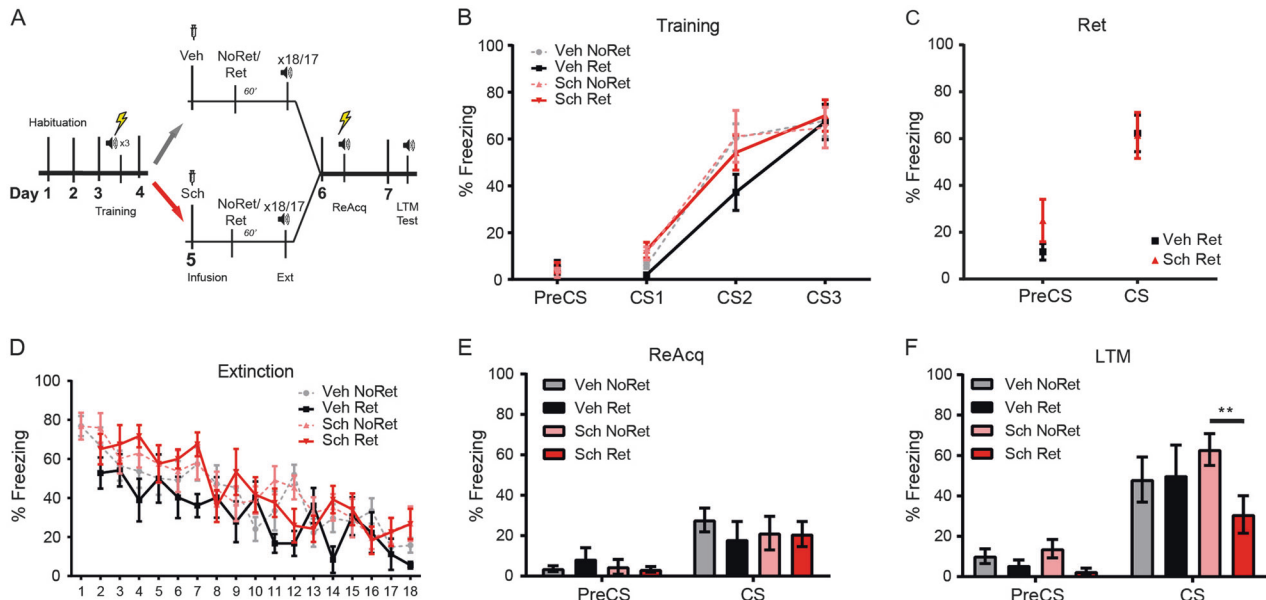 A
Veh
NoRet/
Ret
60'
x18/17
Habituation
x3
Day 1 2 3 4
Training
Sch
NoRet/
Ret
60'
x18/17
5
Infusion
Ext
6
ReAcq
7
LTM
Test
B
Training
Veh NoRet
Veh Ret
Sch NoRet
Sch Ret
% Freezing
100
80
60
40
20
0
PreCS CS1 CS2 CS3
C
Ret
% Freezing
100
80
60
40
20
0
Veh Ret
Sch Ret
PreCS CS
D
Extinction
Veh NoRet
Veh Ret
Sch NoRet
Sch Ret
% Freezing
100
80
60
40
20
0
1 2 3 4 5 6 7 8 9 10 11 12 13 14 15 16 17 18
E
ReAcq
Veh NoRet
Veh Ret
Sch NoRet
Sch Ret
% Freezing
100
80
60
40
20
0
PreCS CS
F
LTM
Veh NoRet
Veh Ret
Sch NoRet
Sch Ret
**
% Freezing
100
80
60
40
20
0
PreCS CS